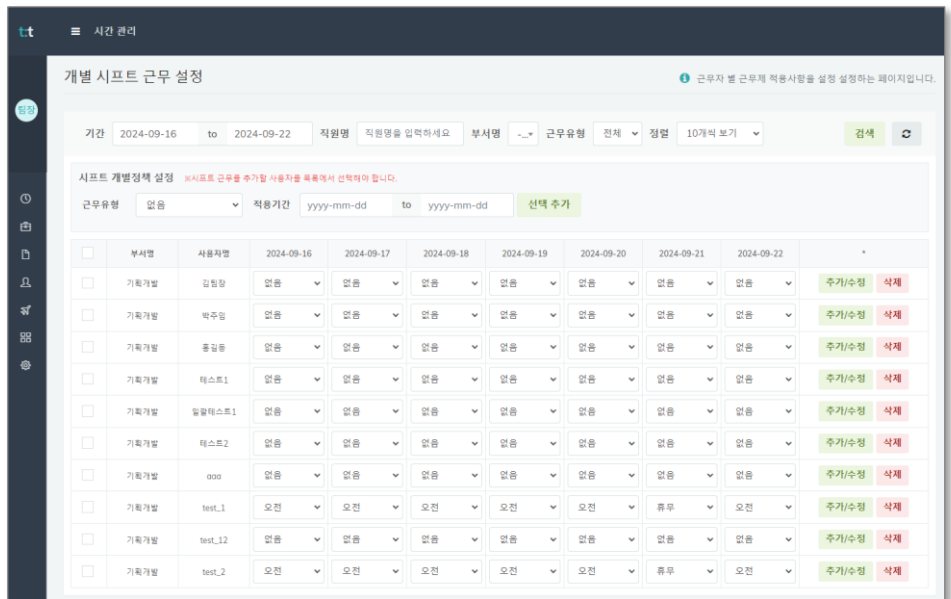 t:t 시간 관리
개별 시프트 근무 설정 근무자 별 근무제 적용사항을 설정 설정하는 페이지입니다.
팀장
기간 2024-09-16 to 2024-09-22 직원명 직원명을 입력하세요 부서명 -_- 근무유형 전체 정렬 10개씩 보기 검색
시프트 개별정책 설정 ※시프트 근무를 추가할 사용자를 목록에서 선택해야 합니다.
근무유형 없음 적용기간 yyyy-mm-dd to yyyy-mm-dd 선택 추가
부서명 사용자명 2024-09-16 2024-09-17 2024-09-18 2024-09-19 2024-09-20 2024-09-21 2024-09-22 *
기획개발 김팀장 없음 없음 없음 없음 없음 없음 없음 추가/수정 삭제
기획개발 박주임 없음 없음 없음 없음 없음 없음 없음 추가/수정 삭제
기획개발 홍길동 없음 없음 없음 없음 없음 없음 없음 추가/수정 삭제
기획개발 테스트1 없음 없음 없음 없음 없음 없음 없음 추가/수정 삭제
기획개발 일괄테스트1 없음 없음 없음 없음 없음 없음 없음 추가/수정 삭제
기획개발 테스트2 없음 없음 없음 없음 없음 없음 없음 추가/수정 삭제
기획개발 aaa 없음 없음 없음 없음 없음 없음 없음 추가/수정 삭제
기획개발 test_1 오전 오전 오전 오전 오전 휴무 오전 추가/수정 삭제
기획개발 test_12 없음 없음 없음 없음 없음 없음 없음 추가/수정 삭제
기획개발 test_2 오전 오전 오전 오전 오전 휴무 오전 추가/수정 삭제